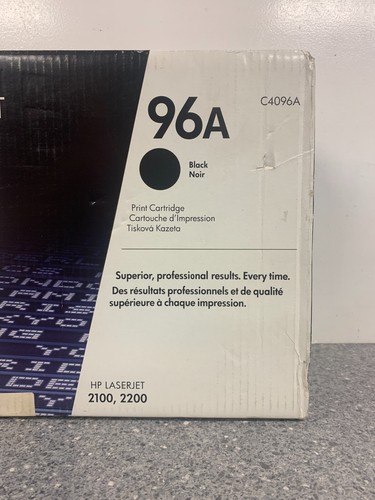 T
96A
C4096A
Black
Noir
Print Cartridge
Cartouche d'Impression
Tisková Kazeta
Superior, professional results. Every time.
Des résultats professionnels et de qualité
supérieure à chaque impression.
HP LASERJET
2100, 2200